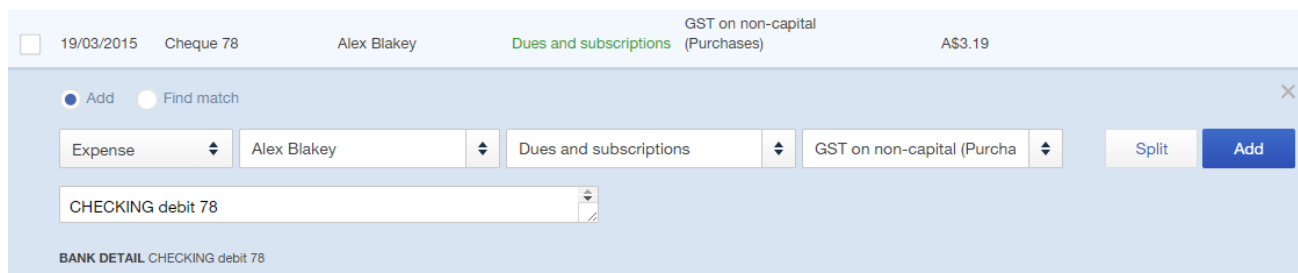 19/03/2015 Cheque 78 Alex Blakey Dues and subscriptions GST on non-capital (Purchases) A$3.19
Add Find match
Expense Alex Blakey Dues and subscriptions GST on non-capital (Purcha Split Add
CHECKING debit 78
BANK DETAIL CHECKING debit 78